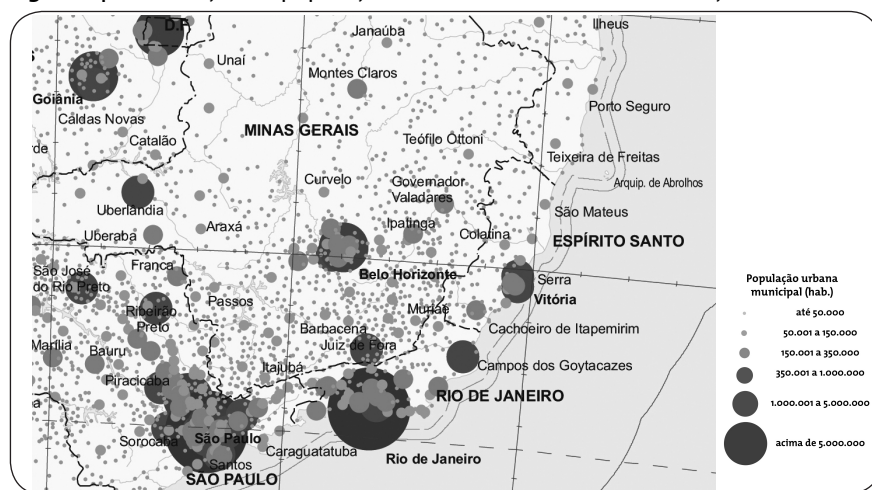 D.F.
Ilheus
Janaúba
Unaí
Montes Claros
Goiânia
Porto Seguro
Caldas Novas
MINAS GERAIS
Teófilo Ottoni
Catalão
Teixeira de Freitas
Curvelo
Governador
Valadares
Arquip. de Abrolhos
Uberlândia
São Mateus
Uberaba
Araxá
Ipatinga
Colatina
ESPÍRITO SANTO
Franca
São José
do Rio Preto
Belo Horizonte
Serra
Vitória
População urbana
municipal (hab.)
Passos
Ribeirão
Preto
Muriaé
até 50.000
Barbacena
Cachoeiro de Itapemirim
50.001 a 150.000
Marília
Bauru
Juiz de Fora
150.001 a 350.000
Itajubá
Campos dos Goytacazes
350.001 a 1.000.000
Piracicaba
RIO DE JANEIRO
1.000.001 a 5.000.000
Sorocaba
São Paulo
acima de 5.000.000
Caraguatatuba
Rio de Janeiro
Santos
SAO PAULO